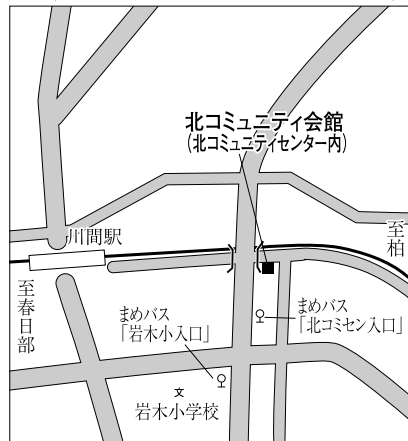 北コミュニティ会館
(北コミュニティセンター内)
川間駅
至柏
至春日部
まめバス
「岩木小入口」
まめバス
「北コミセン入口」
文
岩木小学校